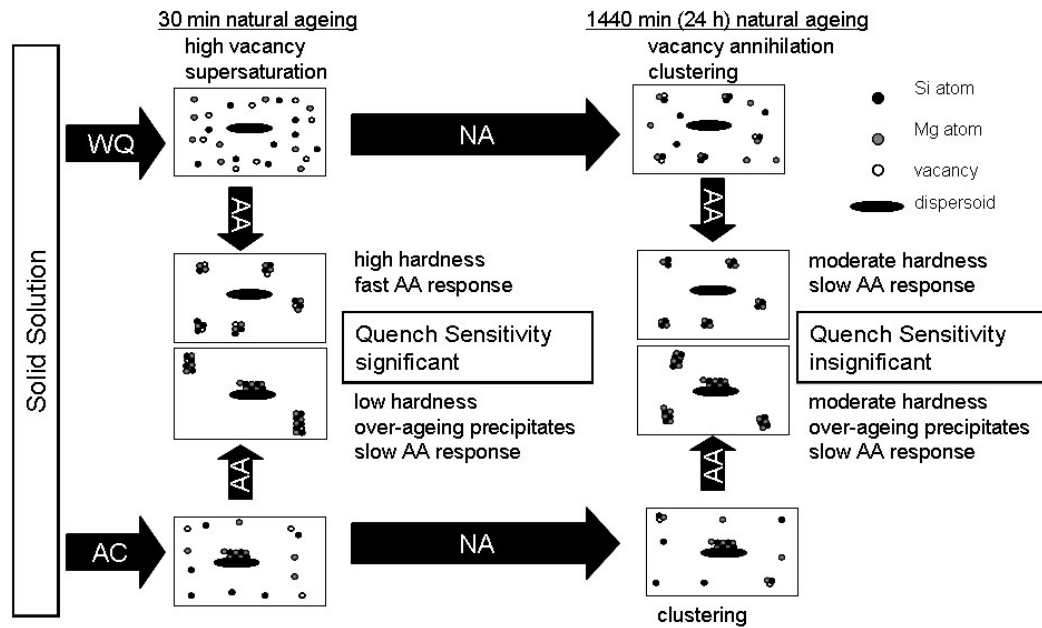 30 min natural ageing
high vacancy
supersaturation
1440 min (24 h) natural ageing
vacancy annihilation
clustering
Si atom
Mg atom
vacancy
dispersoid
Solid Solution
WQ
NA
AA
AA
high hardness
fast AA response
moderate hardness
slow AA response
Quench Sensitivity
significant
Quench Sensitivity
insignificant
low hardness
over-ageing precipitates
slow AA response
moderate hardness
over-ageing precipitates
slow AA response
AA
AA
AC
NA
clustering